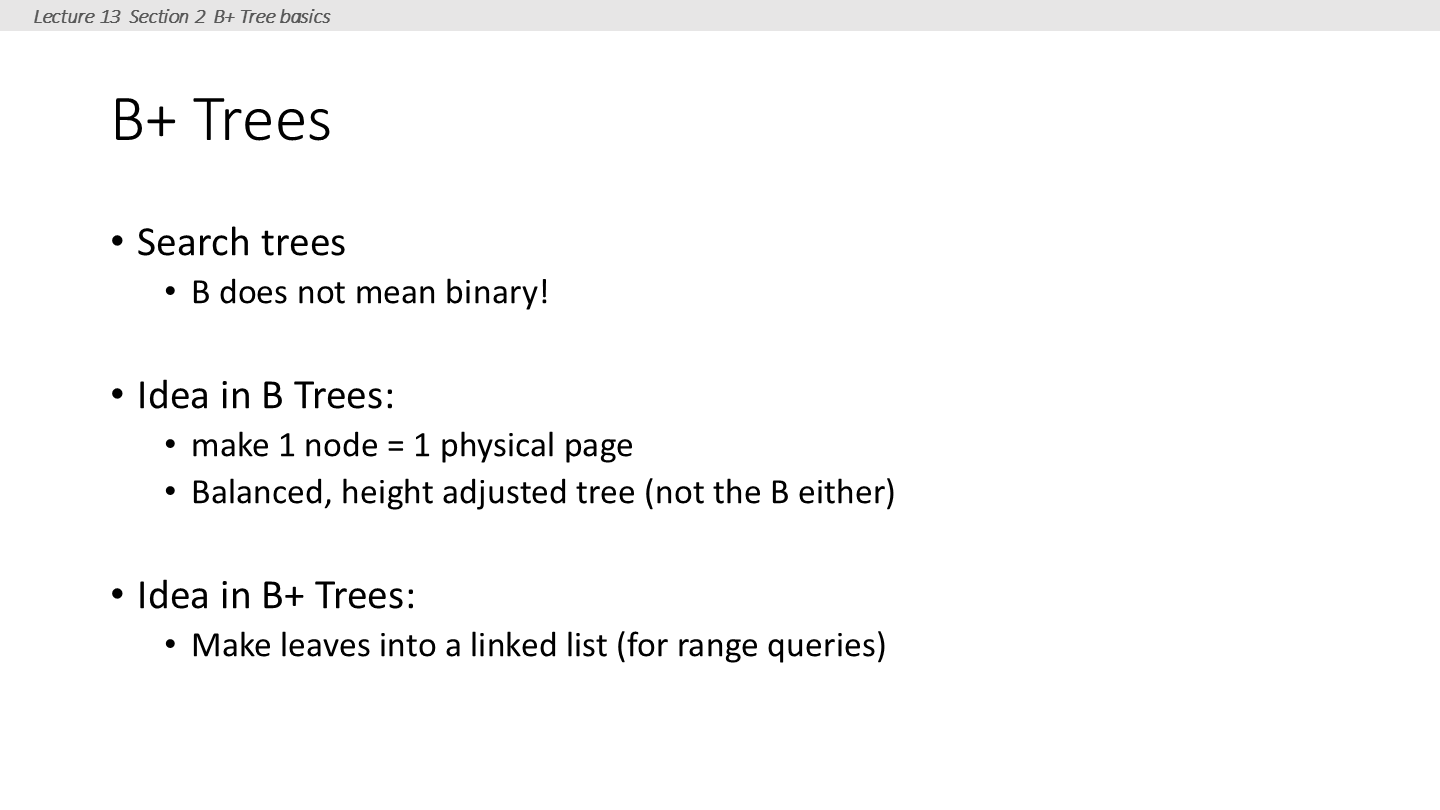 Lecture 13 Section 2 B+ Tree basics
B+ Trees
• Search trees
• B does not mean binary!
• Idea in B Trees:
• make 1 node = 1 physical page
• Balanced, height adjusted tree (not the B either)
• Idea in B+ Trees:
• Make leaves into a linked list (for range queries)